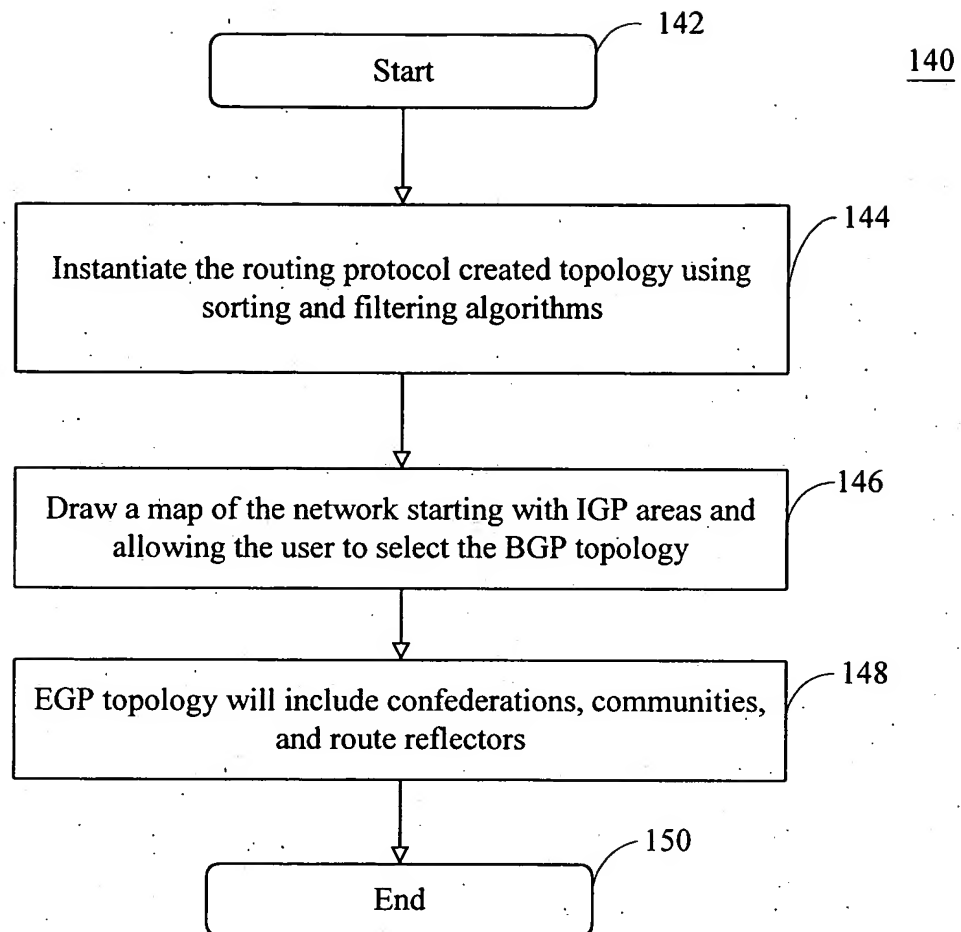 142
140
Start
144
Instantiate the routing protocol created topology using
sorting and filtering algorithms
146
Draw a map of the network starting with IGP areas and
allowing the user to select the BGP topology
148
EGP topology will include confederations, communities,
and route reflectors
150
End